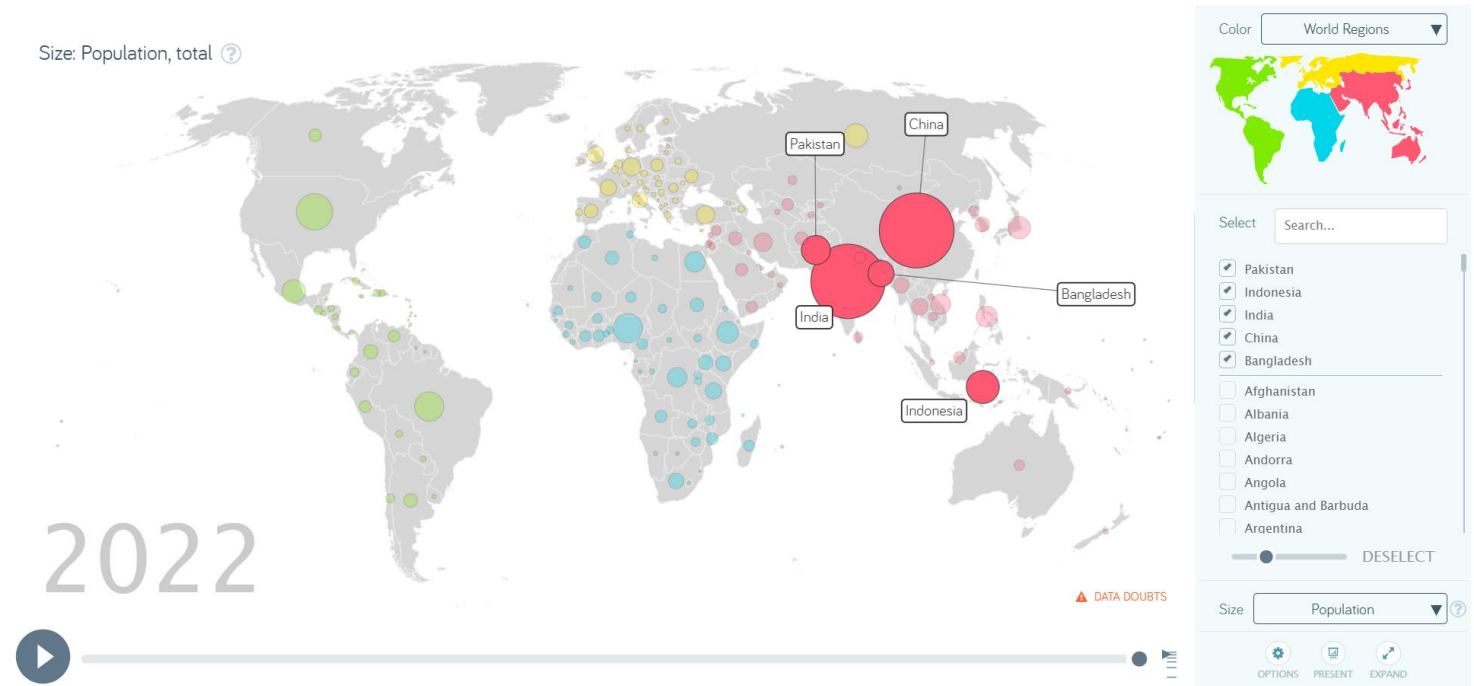 Size: Population, total ?
Pakistan
China
India
Bangladesh
Indonesia
2022
DATA DOUBTS
Color World Regions
Select Search...
Pakistan
Indonesia
India
China
Bangladesh
Afghanistan
Albania
Algeria
Andorra
Angola
Antigua and Barbuda
Argentina
DESELECT
Size Population ?
OPTIONS PRESENT EXPAND